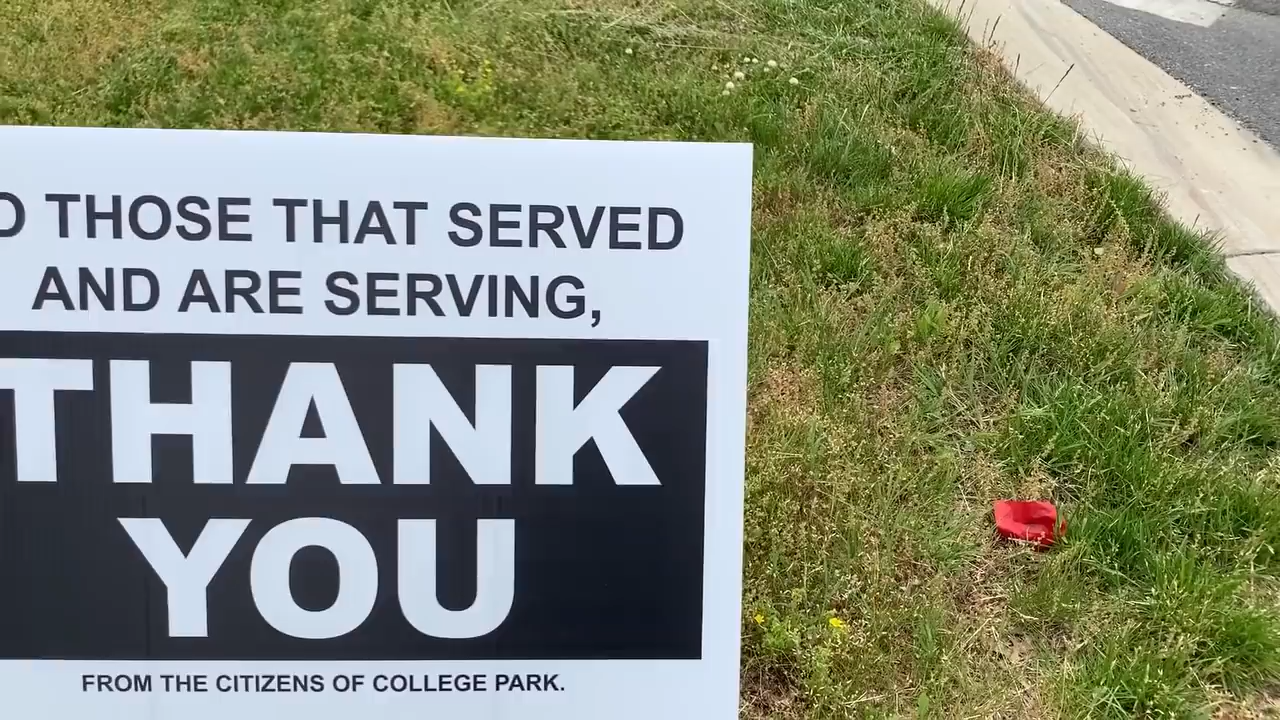 THOSE THAT SERVED
AND ARE SERVING,
THANK
YOU
FROM THE CITIZENS OF COLLEGE PARK.